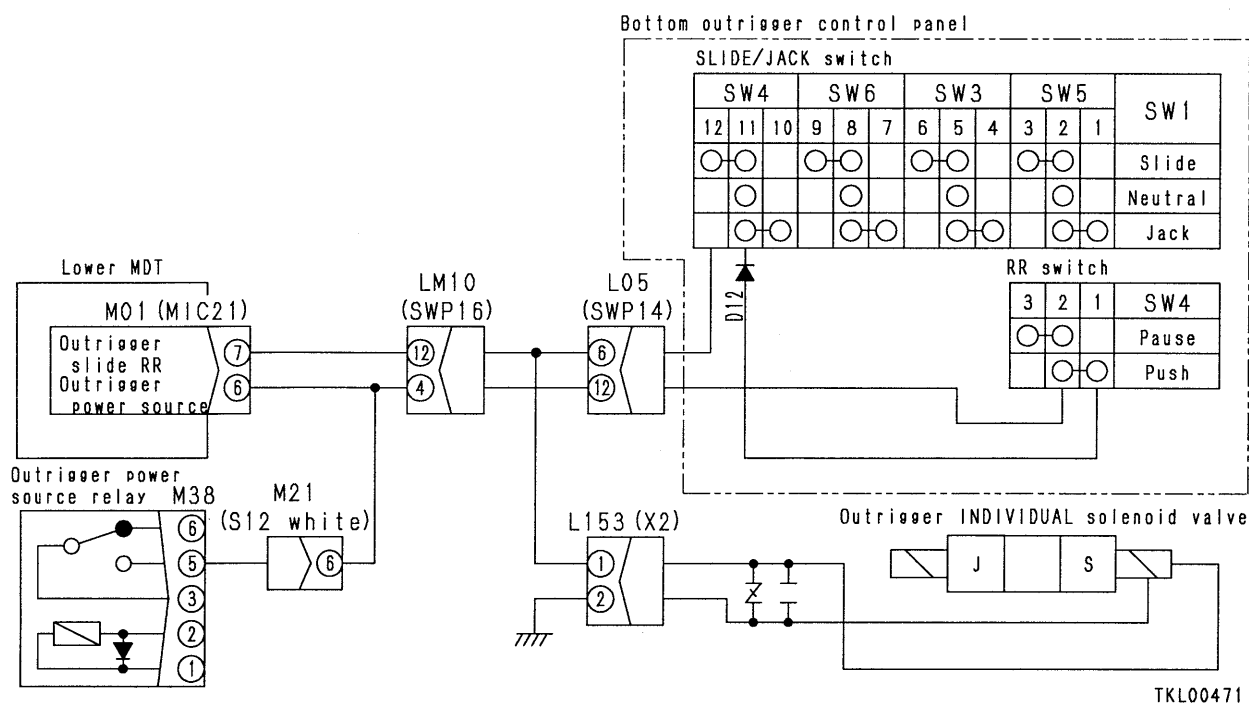 Bottom outrigger control panel
SLIDE/JACK switch
SW4 SW6 SW3 SW5 SW1
12 11 10 9 8 7 6 5 4 3 2 1
Slide
Neutral
Jack
RR switch
3 2 1 SW4
Pause
Push
D12
Lower MDT
M01 (MIC21)
LM10
(SWP16)
L05
(SWP14)
Outrigger
slide RR
Outrigger
power source
7
6
12
4
6
12
Outrigger power
source relay
M38
6
5
3
2
1
M21
(S12 white)
6
L153 (X2)
1
2
Outrigger INDIVIDUAL solenoid valve
J S
TKL00471